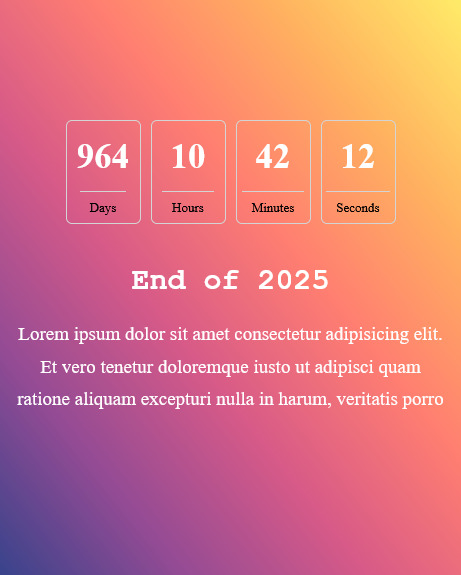 964 10 42 12
Days Hours Minutes Seconds
End of 2025
Lorem ipsum dolor sit amet consectetur adipisicing elit.
Et vero tenetur doloremque iusto ut adipisci quam
ratione aliquam excepturi nulla in harum, veritatis porro